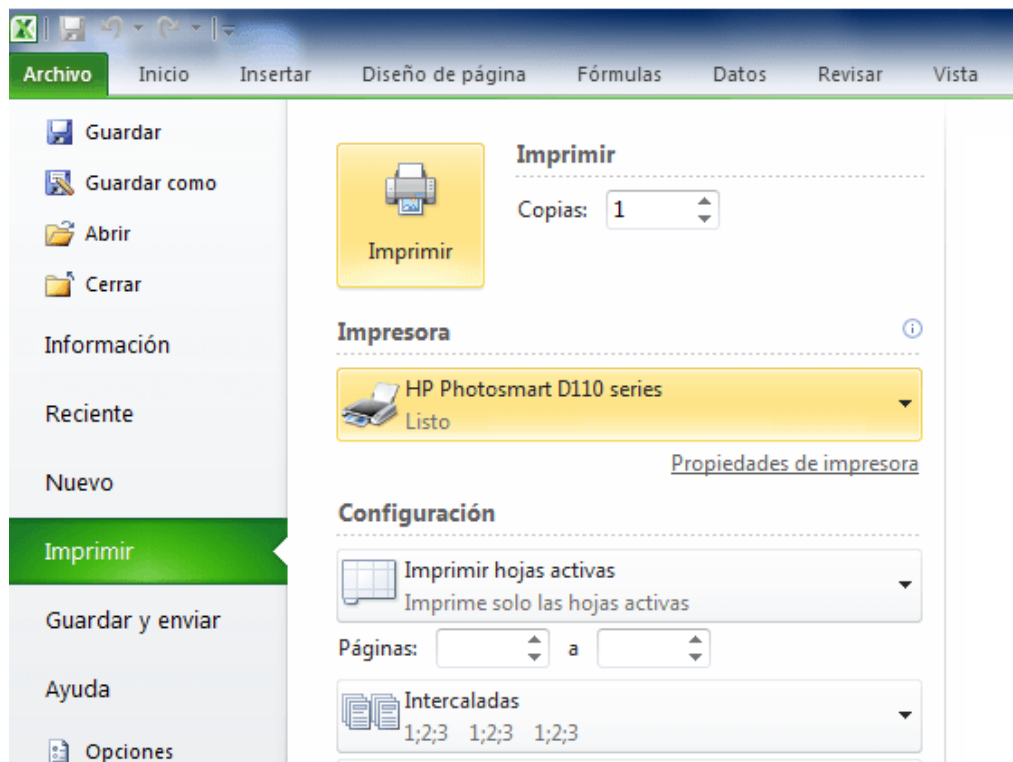 Archivo Inicio Insertar Diseño de página Fórmulas Datos Revisar Vista
Guardar
Guardar como
Abrir
Cerrar
Información
Reciente
Nuevo
Imprimir
Guardar y enviar
Ayuda
Opciones
Imprimir
Imprimir
Copias: 1
Impresora
HP Photosmart D110 series
Listo
Propiedades de impresora
Configuración
Imprimir hojas activas
Imprime solo las hojas activas
Páginas: a
Intercaladas
1;2;3 1;2;3 1;2;3